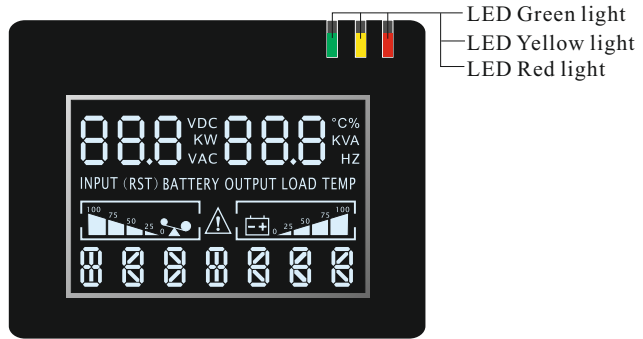 LED Green light
LED Yellow light
LED Red light
88.8 VDC KW VAC 88.8 °C% KVA HZ
INPUT (RST) BATTERY OUTPUT LOAD TEMP
100 75 50 25 0 - + 0 25 50 75 100